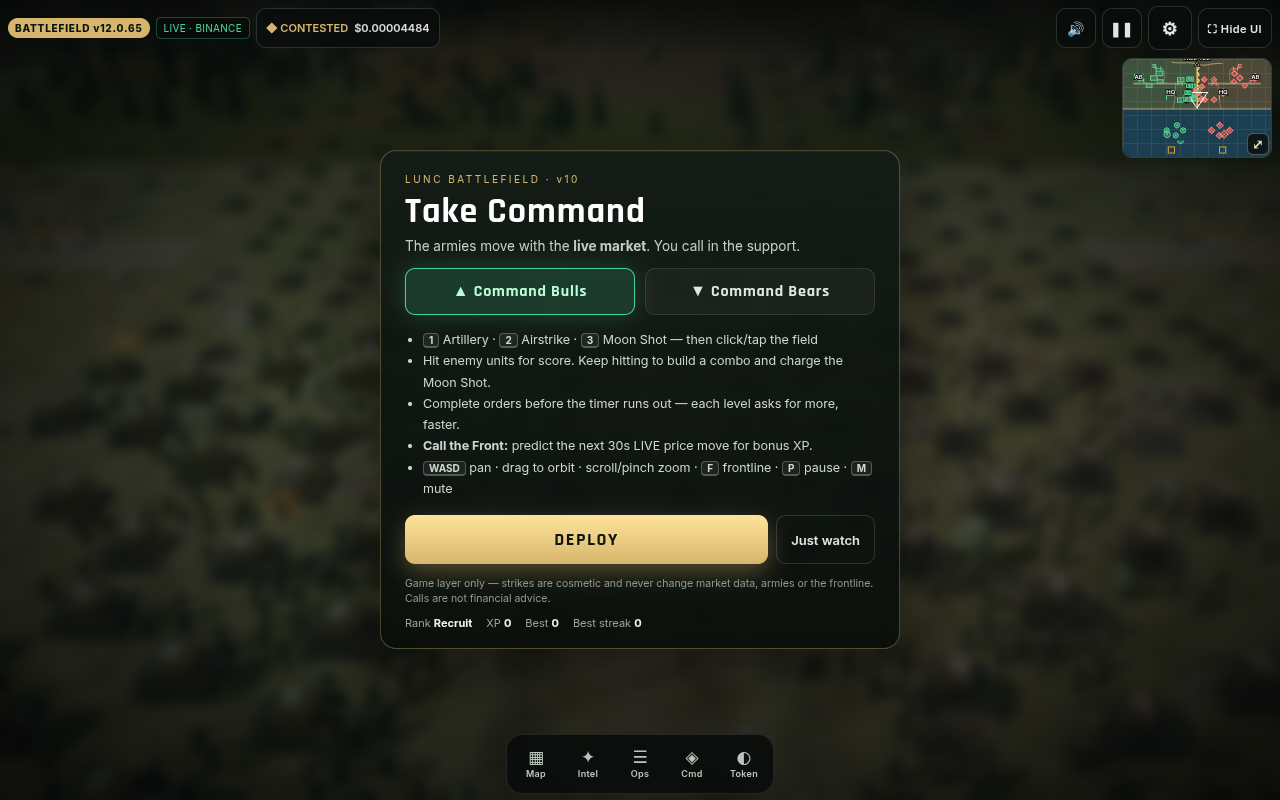 BATTLEFIELD v12.0.65
LIVE · BINANCE
◆ CONTESTED $0.00004484
Hide UI
AB
AB
HQ
HQ
LUNC BATTLEFIELD · v10
Take Command
The armies move with the live market. You call in the support.
▲ Command Bulls
▼ Command Bears
• 1 Artillery · 2 Airstrike · 3 Moon Shot — then click/tap the field
• Hit enemy units for score. Keep hitting to build a combo and charge the
Moon Shot.
• Complete orders before the timer runs out — each level asks for more,
faster.
• Call the Front: predict the next 30s LIVE price move for bonus XP.
• WASD pan · drag to orbit · scroll/pinch zoom · F frontline · P pause · M
mute
DEPLOY
Just watch
Game layer only — strikes are cosmetic and never change market data, armies or the frontline.
Calls are not financial advice.
Rank Recruit XP 0 Best 0 Best streak 0
Map
Intel
Ops
Cmd
Token